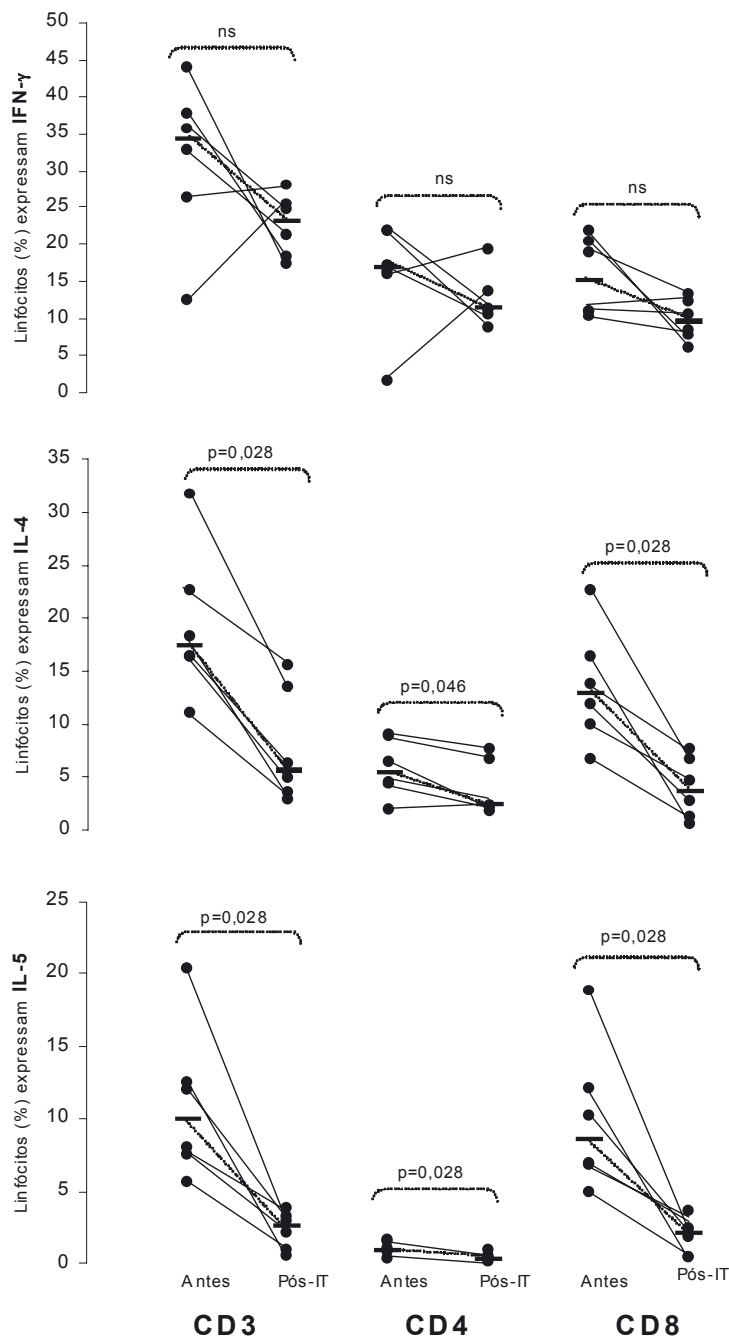 Linfócitos (%) expressam IFN-γ
50
45
40
35
30
25
20
15
10
5
0
ns
ns
ns
Linfócitos (%) expressam IL-4
35
30
25
20
15
10
5
0
p=0,028
p=0,046
p=0,028
Linfócitos (%) expressam IL-5
25
20
15
10
5
0
p=0,028
p=0,028
p=0,028
Antes Pós-IT Antes Pós-IT Antes Pós-IT
CD3 CD4 CD8